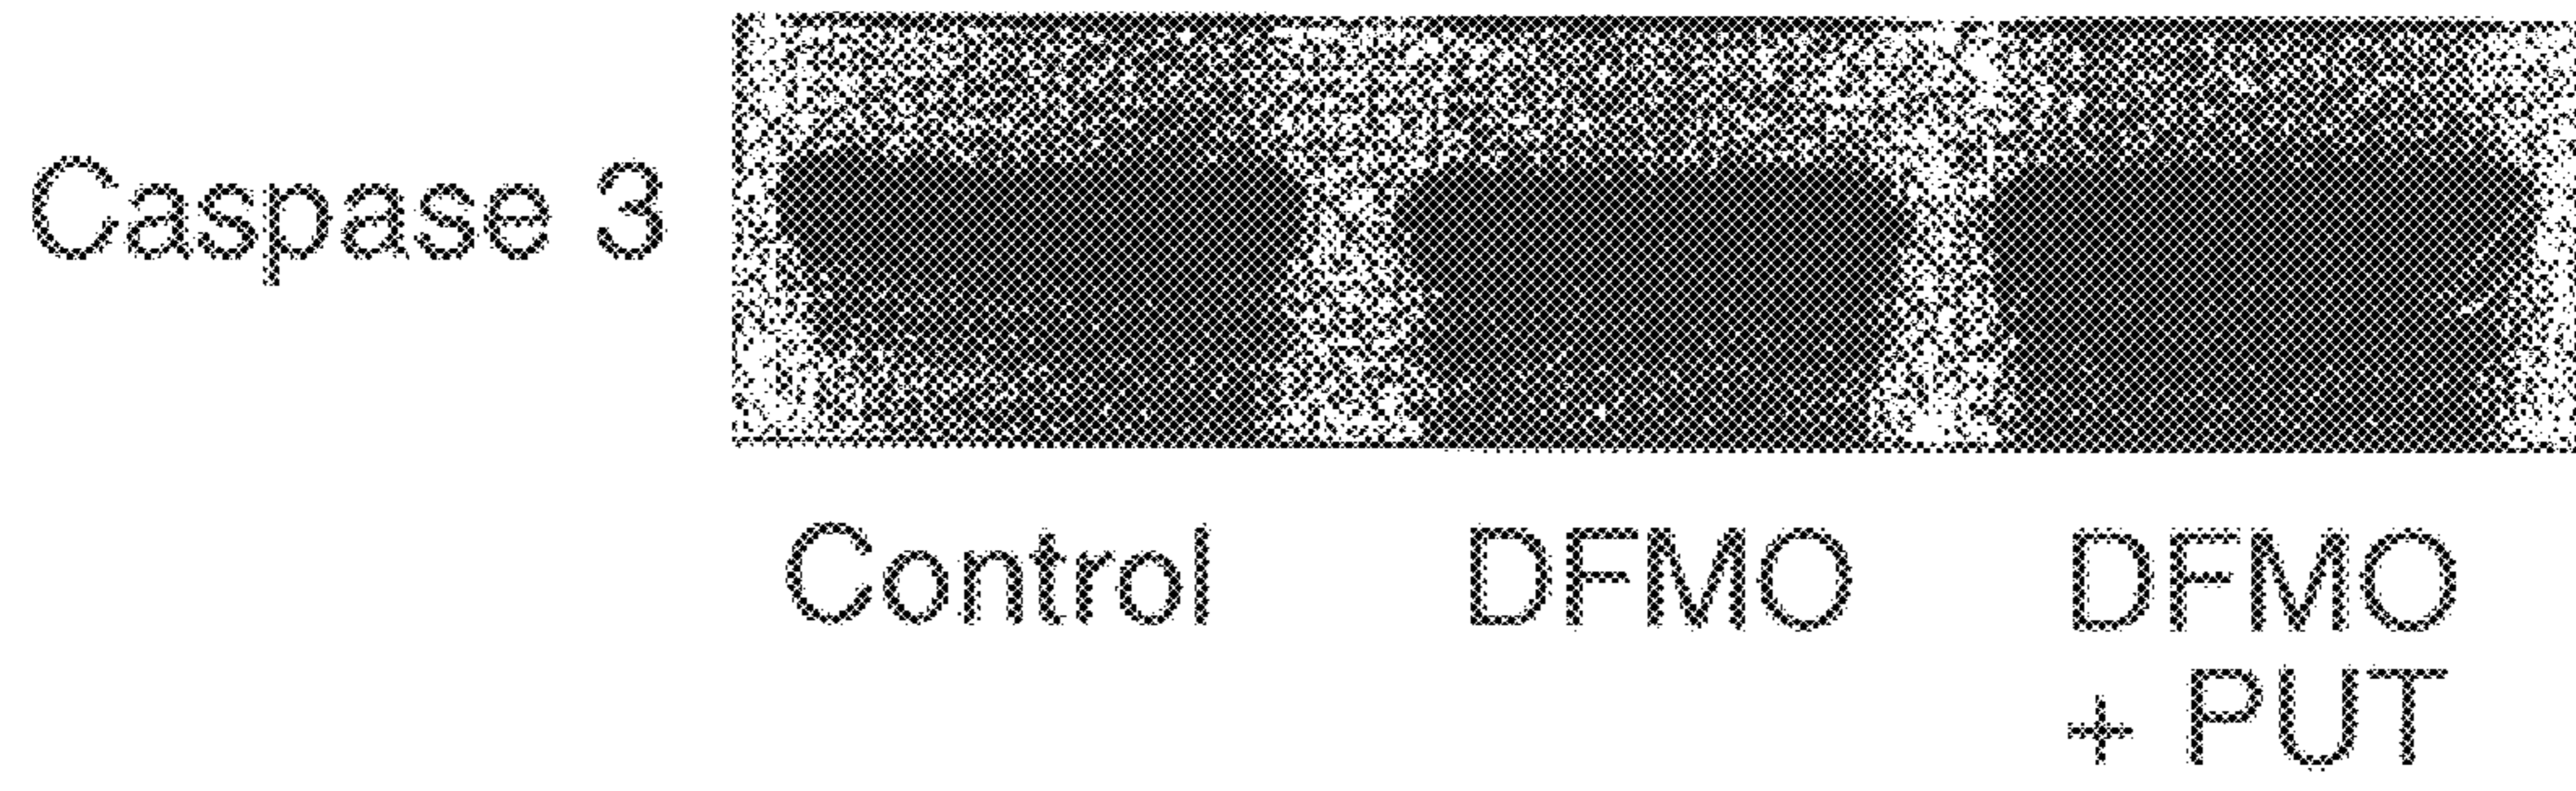 Caspase 3
Control DFMO DFMO
+ PUT